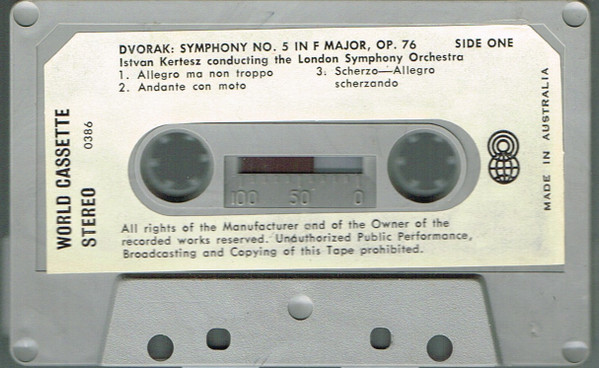 DVORAK: SYMPHONY NO. 5 IN F MAJOR, OP. 76 SIDE ONE
Istvan Kertesz conducting the London Symphony Orchestra
1. Allegro ma non troppo
2. Andante con moto
3. Scherzo—Allegro
scherzando
WORLD CASSETTE
STEREO 0386
100 50 0
MADE IN AUSTRALIA
All rights of the Manufacturer and of the Owner of the
recorded works reserved. Unauthorized Public Performance,
Broadcasting and Copying of this Tape prohibited.